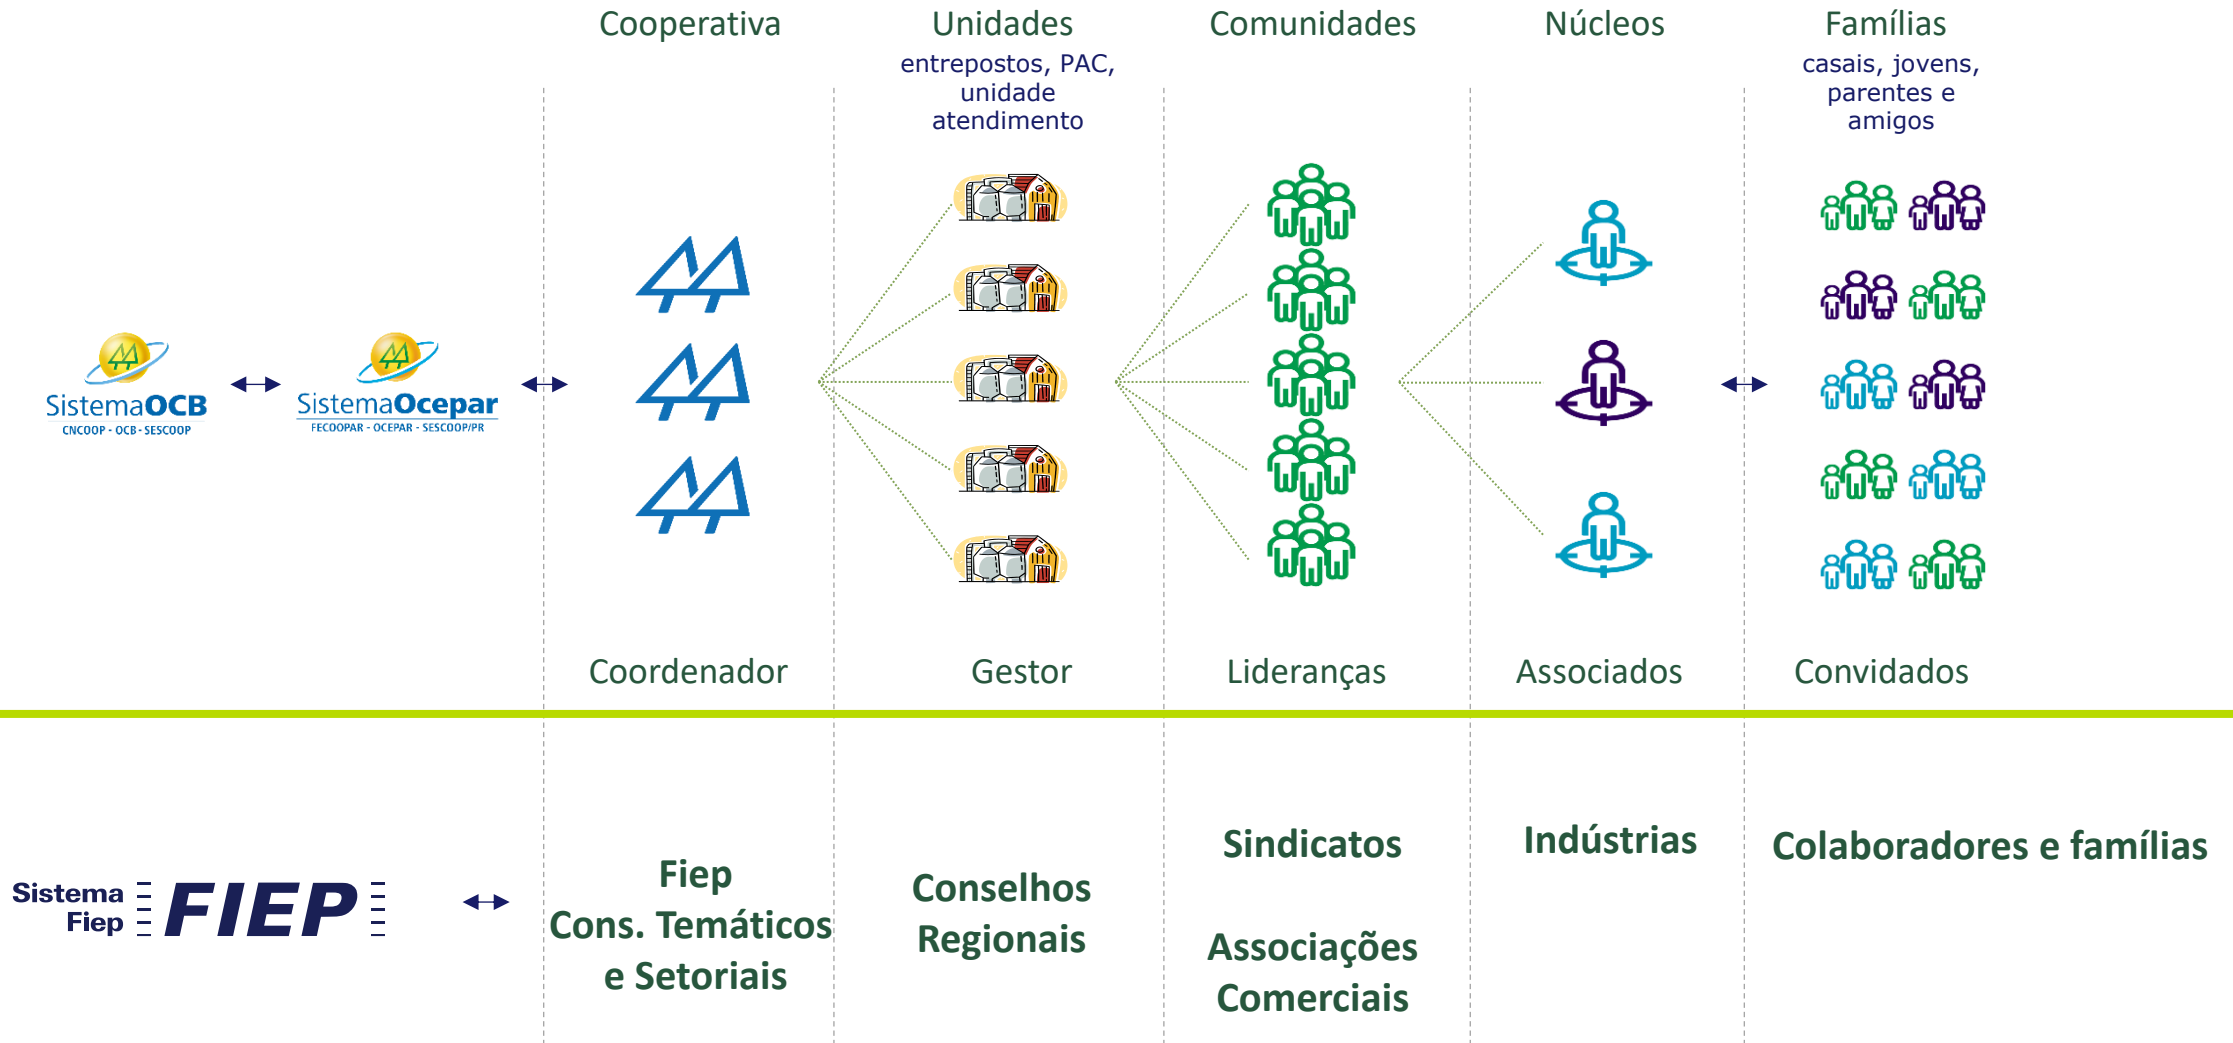 Cooperativa
Unidades
entrepostos, PAC,
unidade
atendimento
Comunidades
Núcleos
Famílias
casais, jovens,
parentes e
amigos
SistemaOCB
CNCOOP - OCB - SESCOOP
SistemaOcepar
FECOOPAR - OCEPAR - SESCOOP/PR
Coordenador
Gestor
Lideranças
Associados
Convidados
Sistema
Fiep
FIEP
Fiep
Cons. Temáticos
e Setoriais
Conselhos
Regionais
Sindicatos
Associações
Comerciais
Indústrias
Colaboradores e famílias